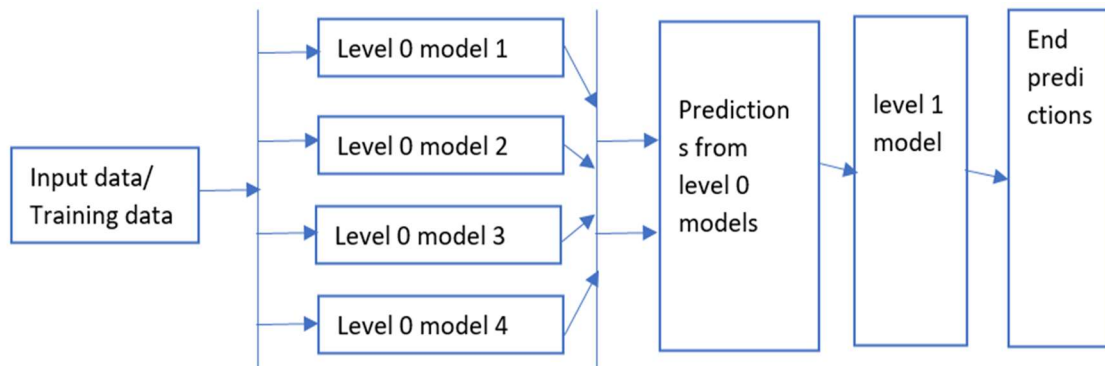 Input data/
Training data
Level 0 model 1
Level 0 model 2
Level 0 model 3
Level 0 model 4
Prediction
s from
level 0
models
level 1
model
End
predi
ctions